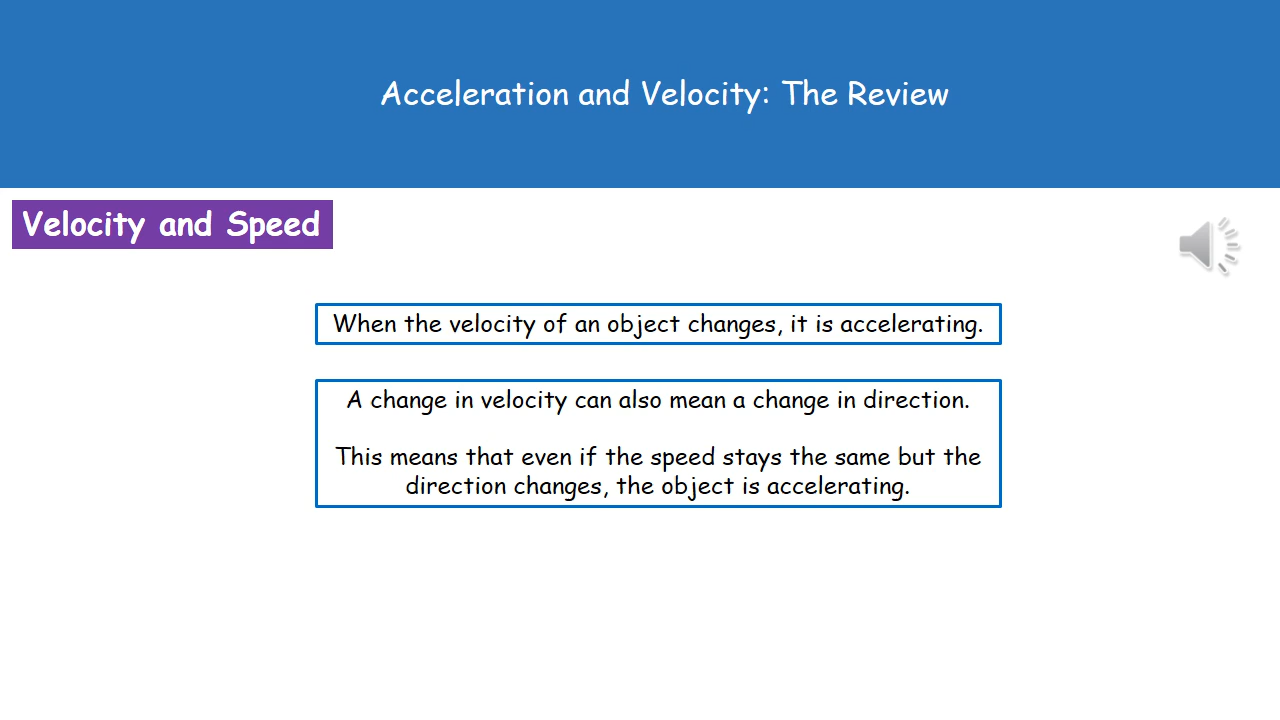 Acceleration and Velocity: The Review
Velocity and Speed
When the velocity of an object changes, it is accelerating.
A change in velocity can also mean a change in direction.
This means that even if the speed stays the same but the
direction changes, the object is accelerating.